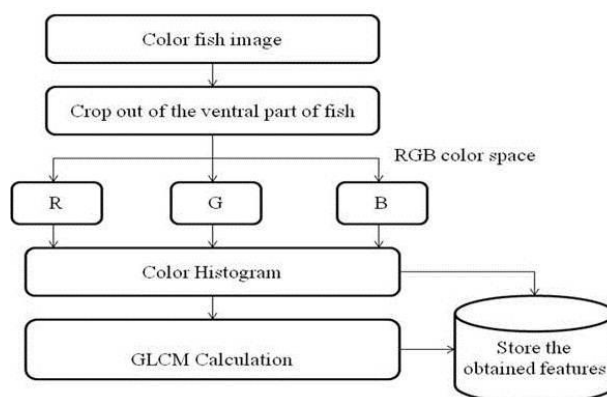 Color fish image
Crop out of the ventral part of fish
RGB color space
R
G
B
Color Histogram
GLCM Calculation
Store the
obtained features